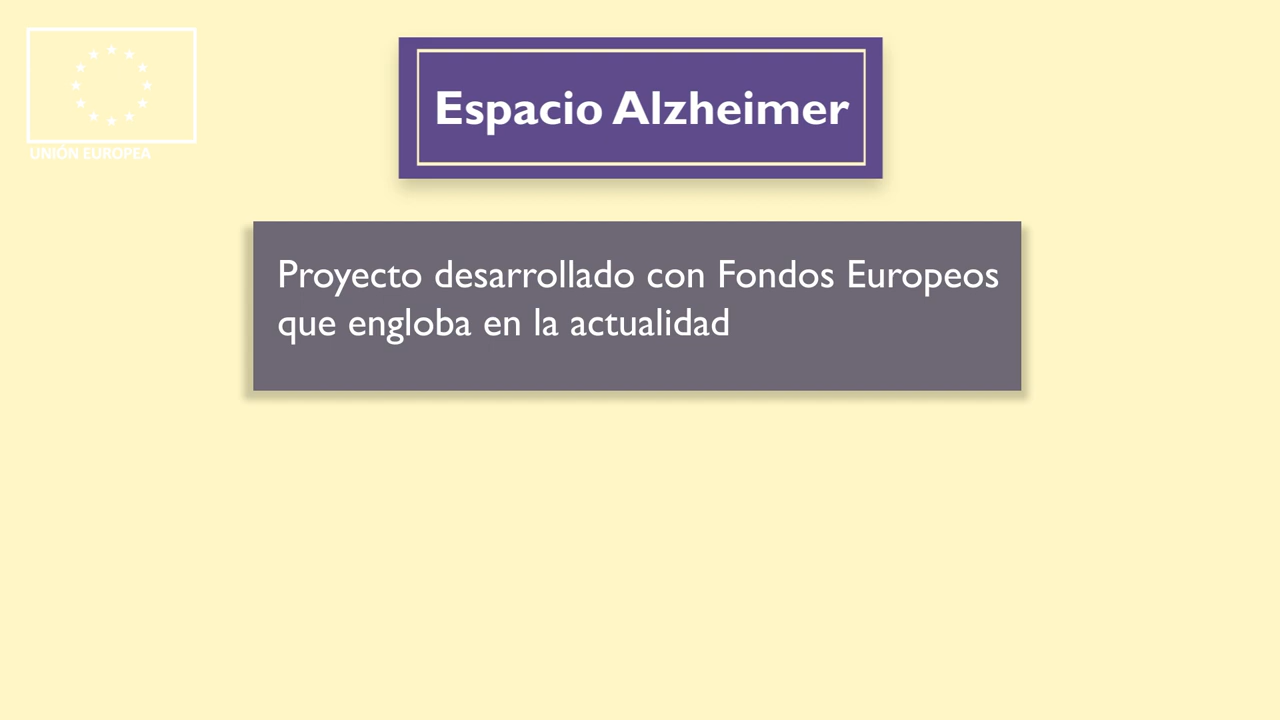 UNIÓN EUROPEA
Espacio Alzheimer
Proyecto desarrollado con Fondos Europeos
que engloba en la actualidad